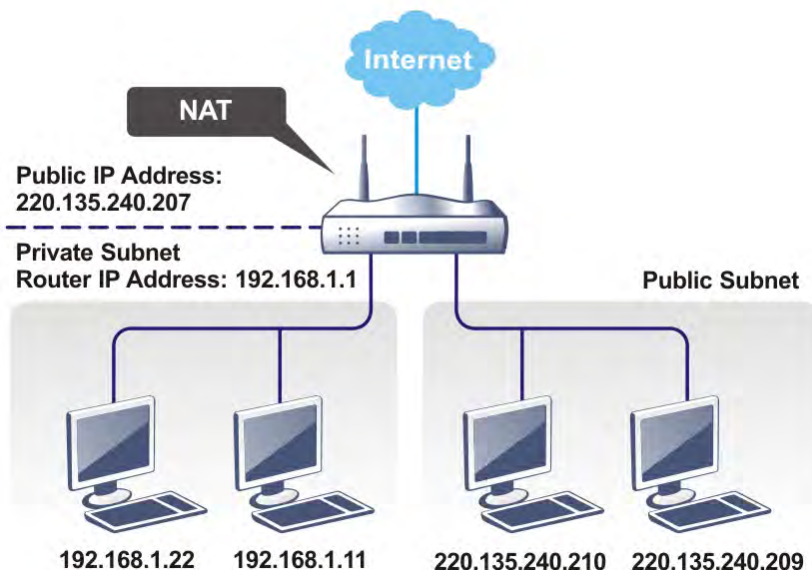 Internet
NAT
Public IP Address:
220.135.240.207
Private Subnet
Router IP Address: 192.168.1.1
Public Subnet
192.168.1.22
192.168.1.11
220.135.240.210
220.135.240.209